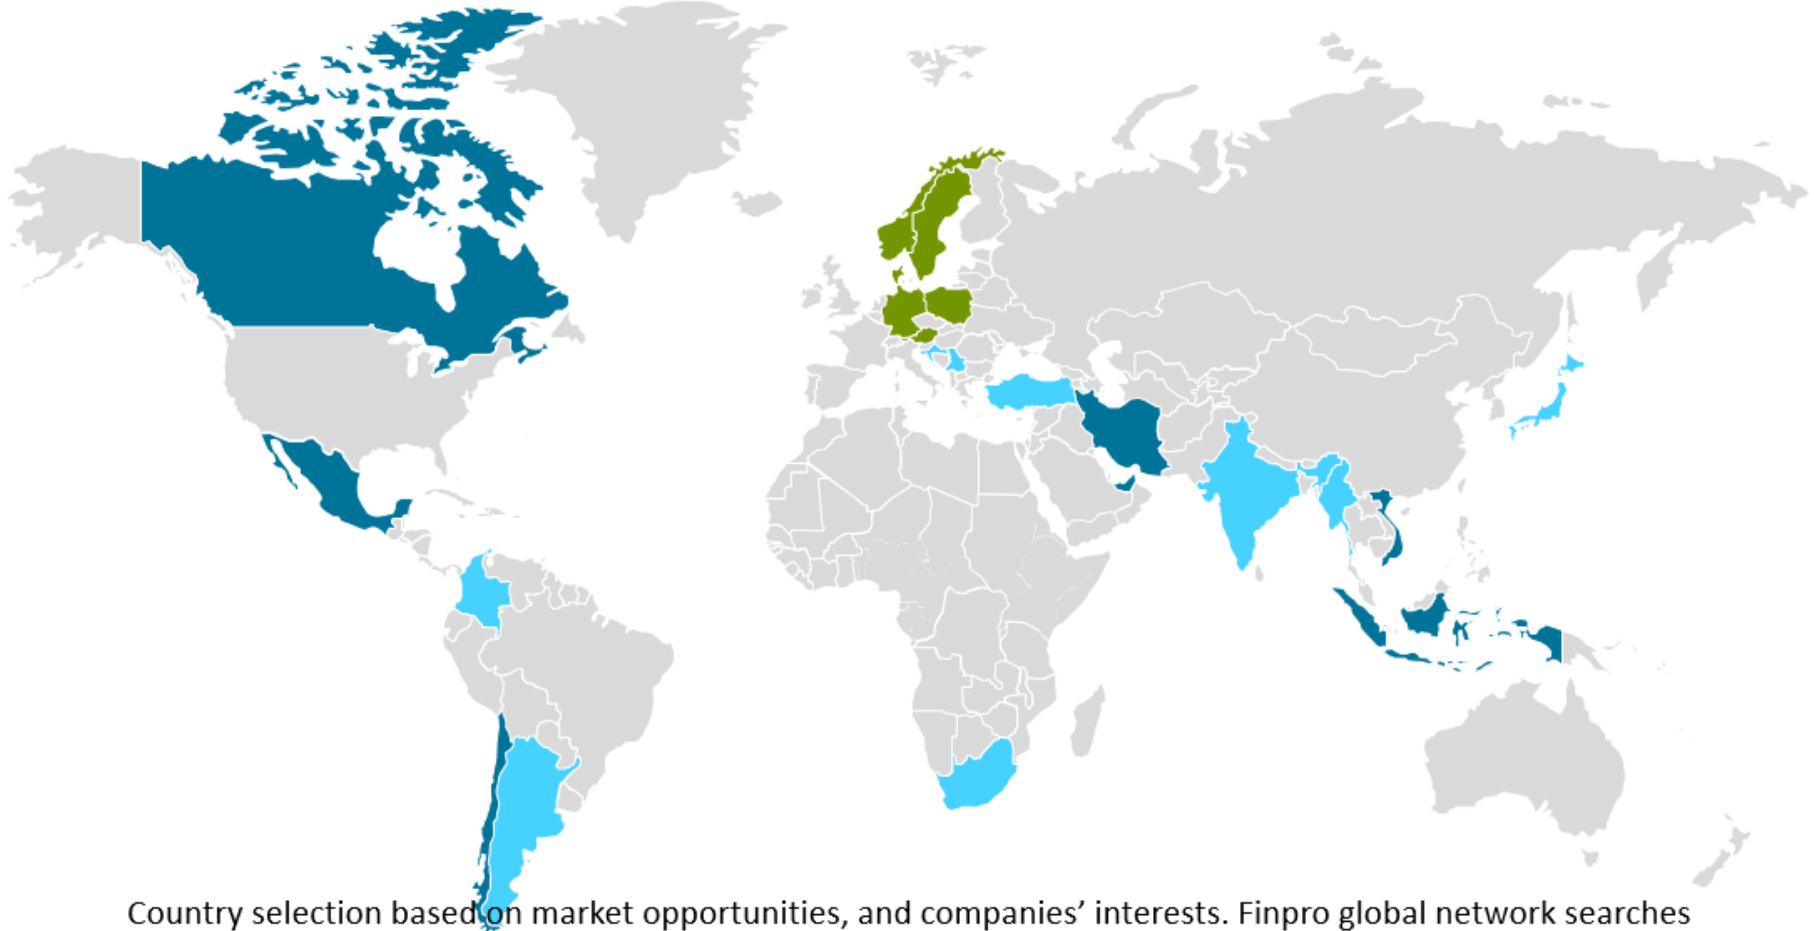 Country selection based on market opportunities, and companies’ interests. Finpro global network searches